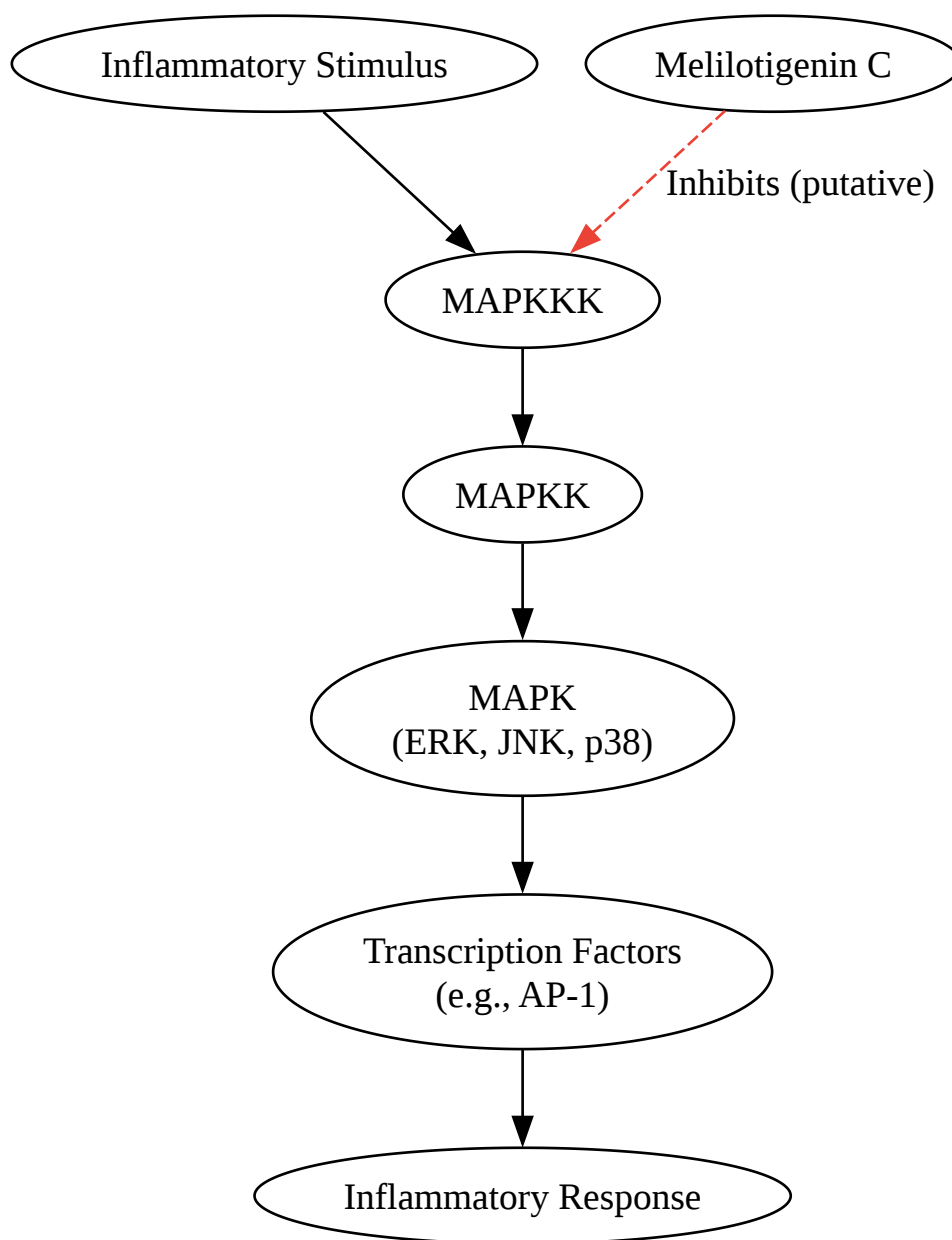 Inflammatory Stimulus
Melilotigenin C
Inhibits (putative)
MAPKKK
MAPKK
MAPK
(ERK, JNK, p38)
Transcription Factors
(e.g., AP-1)
Inflammatory Response